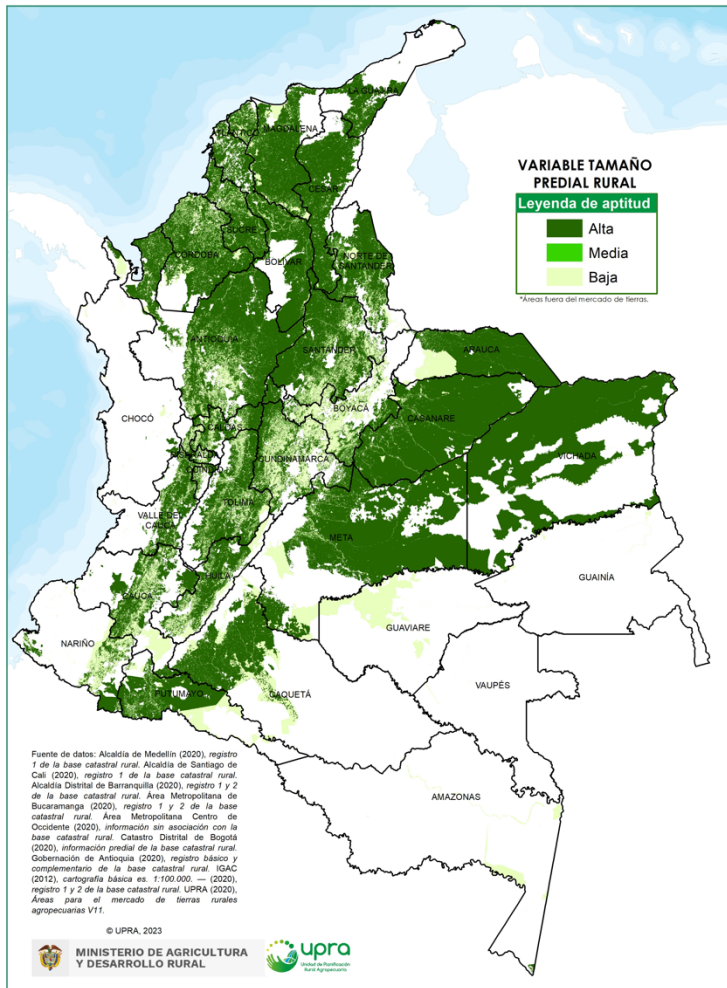 VARIABLE TAMAÑO
PREDIAL RURAL
Leyenda de aptitud
Alta
Media
Baja
*Áreas fuera del mercado de tierras.
LA GUAJIRA
ATLÁNTICO
MAGDALENA
CESAR
SUCRE
CÓRDOBA
BOLÍVAR
NORTE DE
SANTANDER
ANTIOQUIA
SANTANDER
ARAUCA
CHOCÓ
BOYACÁ
CASANARE
CALDAS
RISARALDA
CUNDINAMARCA
QUINDÍO
VICHADA
TOLIMA
VALLE DEL
CAUCA
META
GUAINÍA
HUILA
CAUCA
GUAVIARE
NARIÑO
VAUPÉS
PUTUMAYO
CAQUETÁ
AMAZONAS
Fuente de datos: Alcaldía de Medellín (2020), registro
1 de la base catastral rural. Alcaldía de Santiago de
Cali (2020), registro 1 de la base catastral rural.
Alcaldía Distrital de Barranquilla (2020), registro 1 y 2
de la base catastral rural. Área Metropolitana de
Bucaramanga (2020), registro 1 y 2 de la base
catastral rural. Área Metropolitana Centro de
Occidente (2020), información sin asociación con la
base catastral rural. Catastro Distrital de Bogotá
(2020), información predial de la base catastral rural.
Gobernación de Antioquia (2020), registro básico y
complementario de la base catastral rural. IGAC
(2012), cartografía básica es. 1:100.000. — (2020),
registro 1 y 2 de la base catastral rural. UPRA (2020),
Áreas para el mercado de tierras rurales
agropecuarias V11.
© UPRA, 2023
MINISTERIO DE AGRICULTURA
Y DESARROLLO RURAL
upra
Unidad de Planificación
Rural Agropecuaria